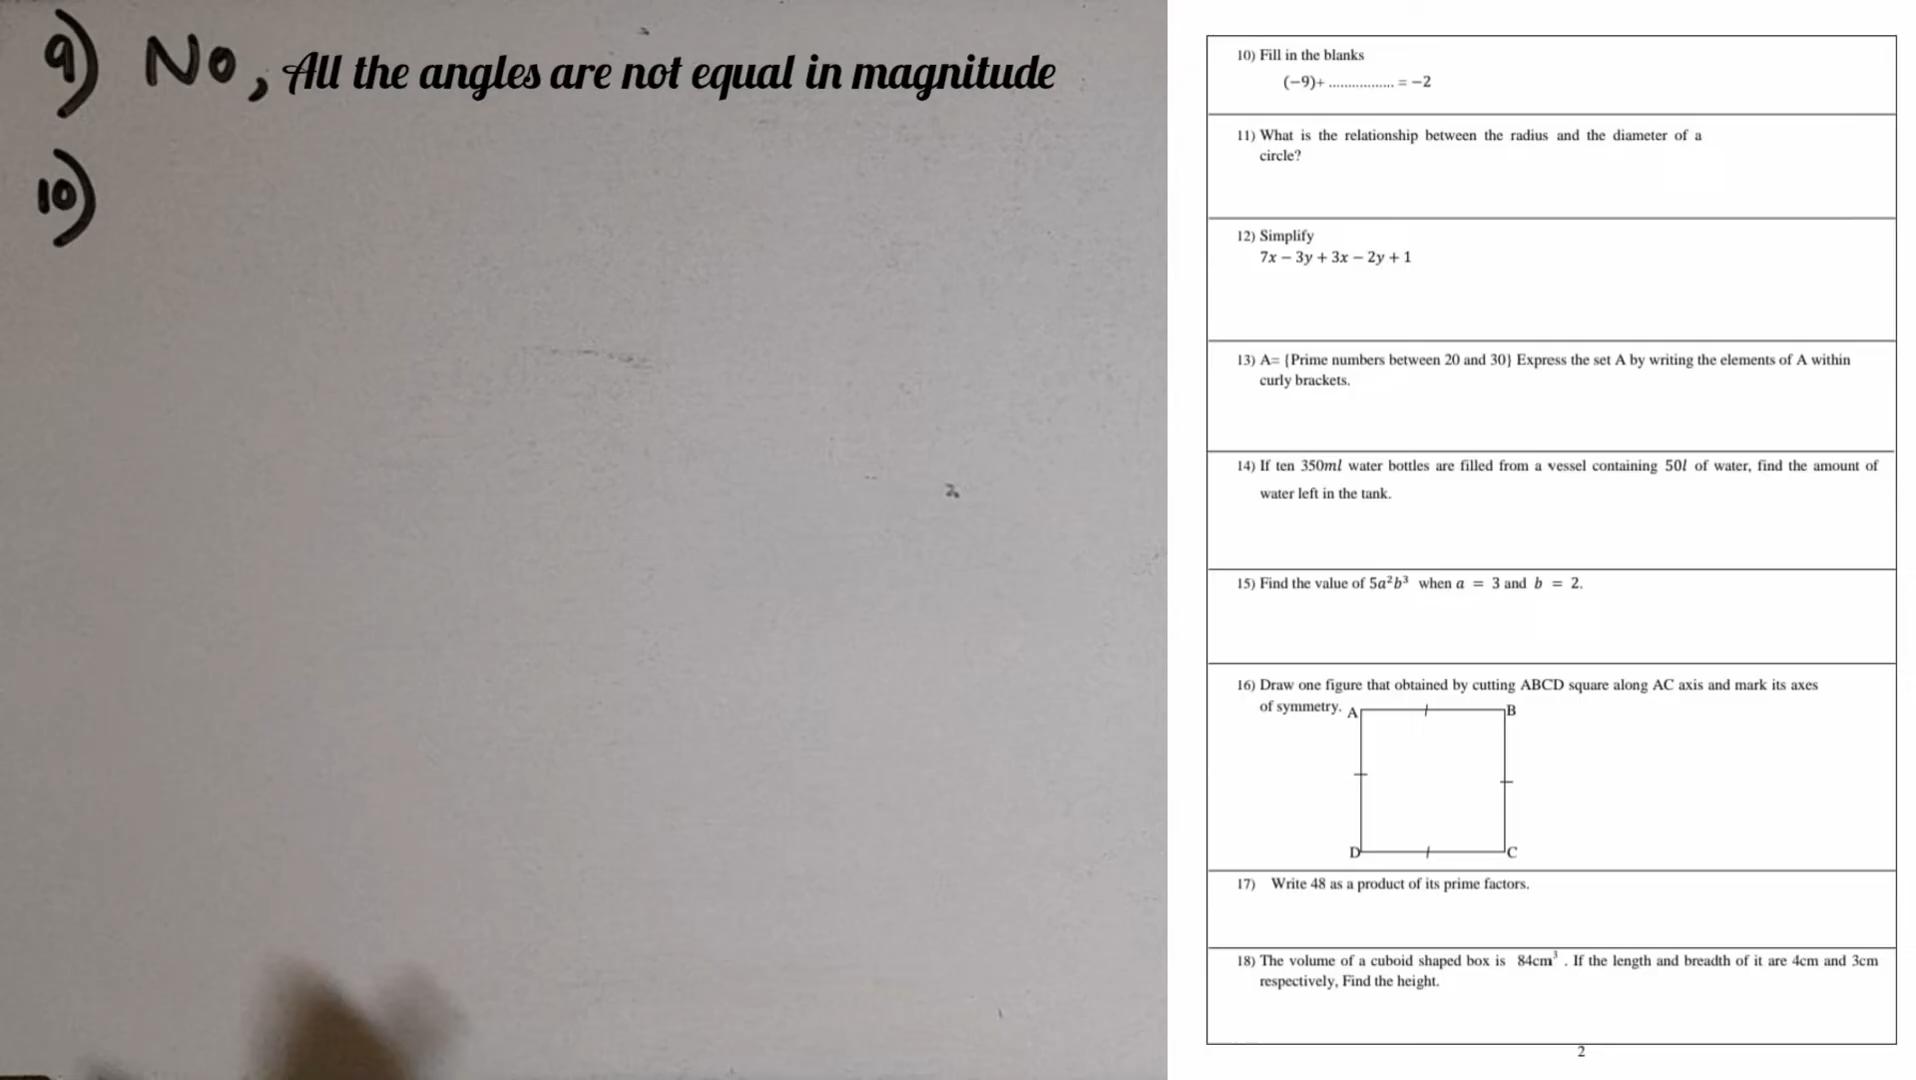 9) No, All the angles are not equal in magnitude
10)
10) Fill in the blanks
(−9)+ ................. = −2
11) What is the relationship between the radius and the diameter of a
circle?
12) Simplify
7x − 3y + 3x − 2y + 1
13) A= {Prime numbers between 20 and 30} Express the set A by writing the elements of A within
curly brackets.
14) If ten 350ml water bottles are filled from a vessel containing 50l of water, find the amount of
water left in the tank.
15) Find the value of 5a²b³ when a = 3 and b = 2.
16) Draw one figure that obtained by cutting ABCD square along AC axis and mark its axes
of symmetry.
A B
D C
17) Write 48 as a product of its prime factors.
18) The volume of a cuboid shaped box is 84cm³ . If the length and breadth of it are 4cm and 3cm
respectively, Find the height.
2